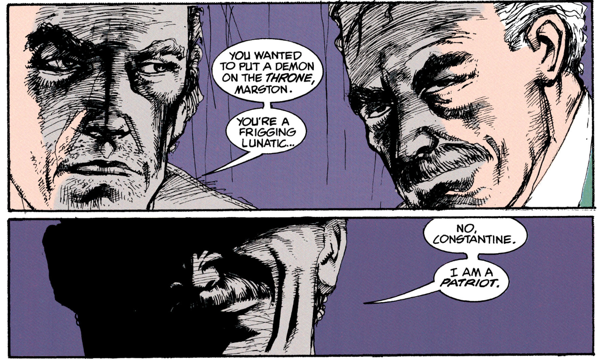 YOU WANTED
TO PUT A DEMON
ON THE THRONE,
MARSTON.
YOU'RE A
FRIGGING
LUNATIC...
NO,
CONSTANTINE.
I AM A
PATRIOT.